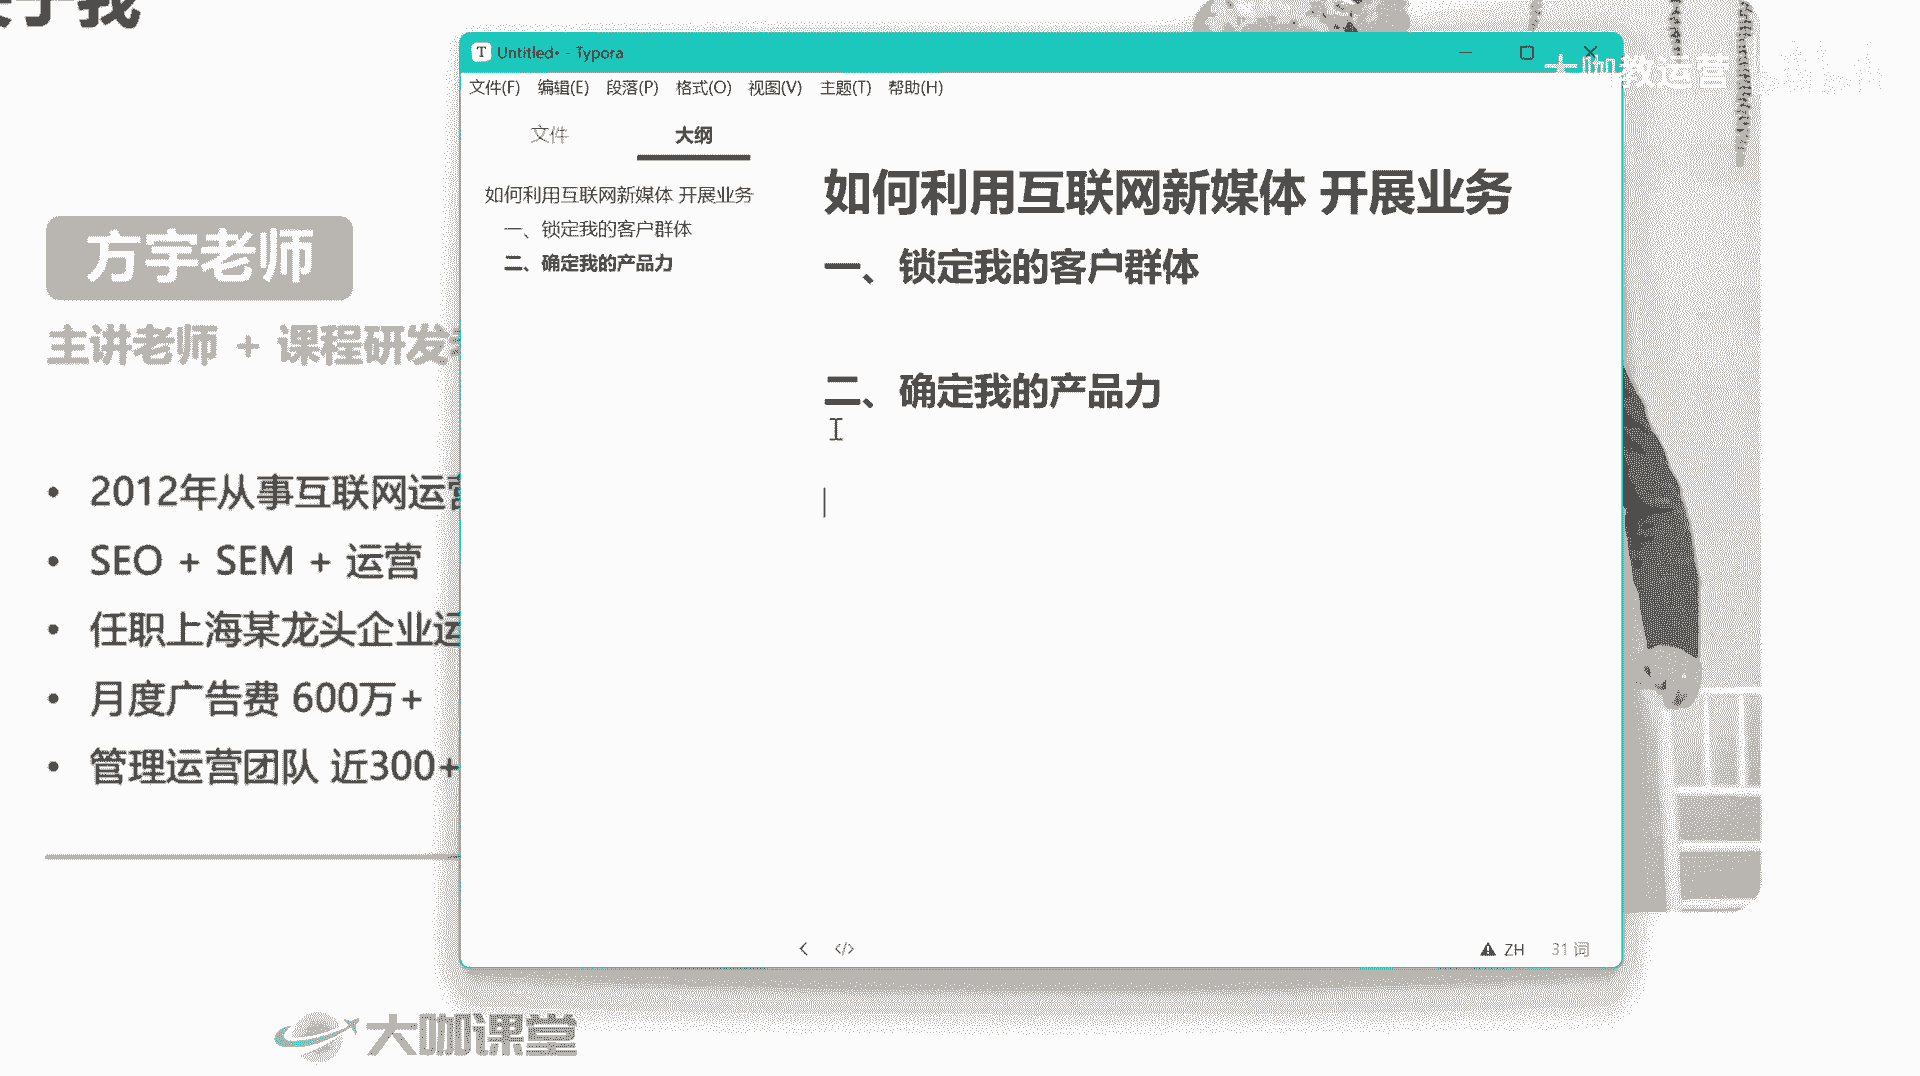 于我
方宇老师
主讲老师 + 课程研发
2012年从事互联网运营
SEO + SEM + 运营
任职上海某龙头企业运
月度广告费 600万+
管理运营团队 近300+
大咖课堂
Untitled• - Typora
大咖教运营
文件(F) 编辑(E) 段落(P) 格式(O) 视图(V) 主题(T) 帮助(H)
文件 大纲
如何利用互联网新媒体 开展业务
一、锁定我的客户群体
二、确定我的产品力
如何利用互联网新媒体 开展业务
一、锁定我的客户群体
二、确定我的产品力
ZH 31 词